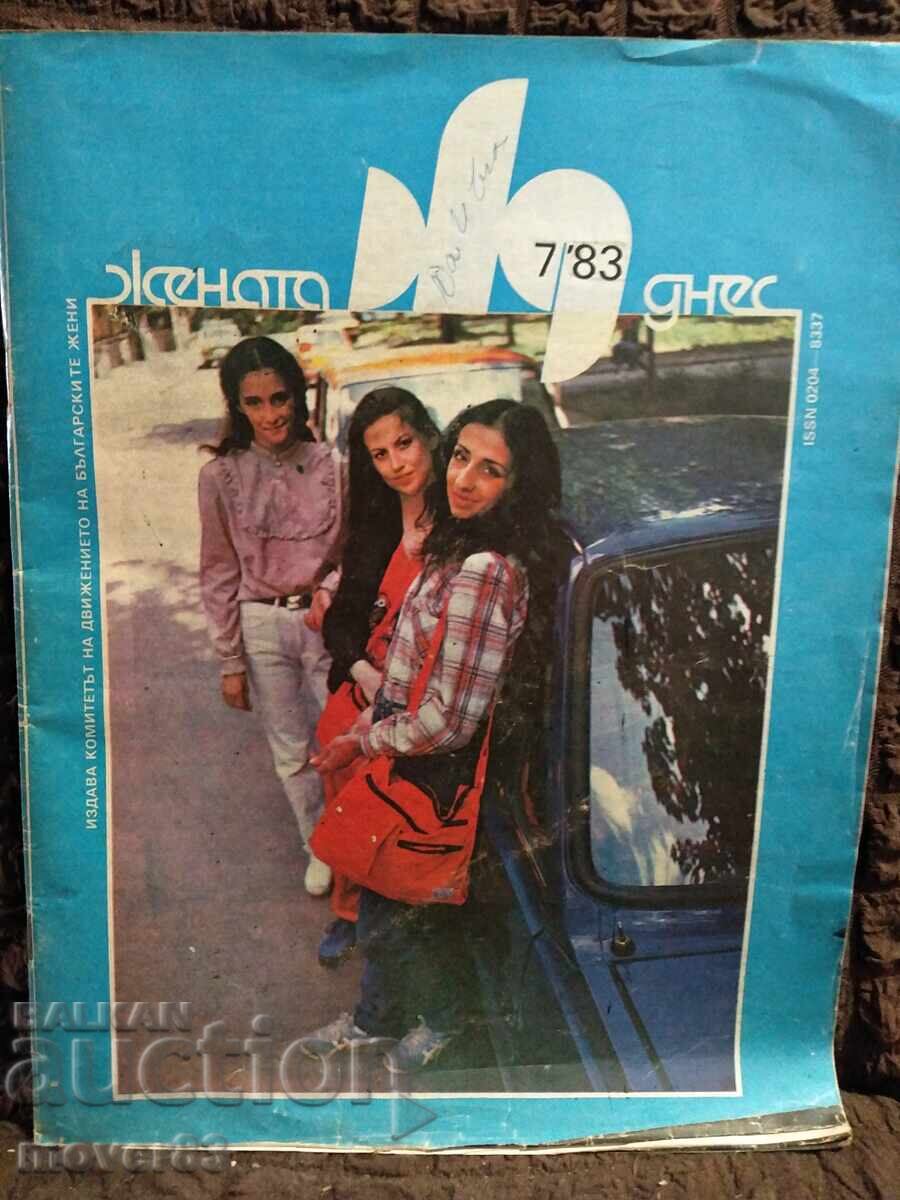 жената
7/'83
днес
ИЗДАВА КОМИТЕТЪТ НА ДВИЖЕНИЕТО НА БЪЛГАРСКИТЕ ЖЕНИ
ISSN 0204 — 8337
BALKAN
auction
mover83